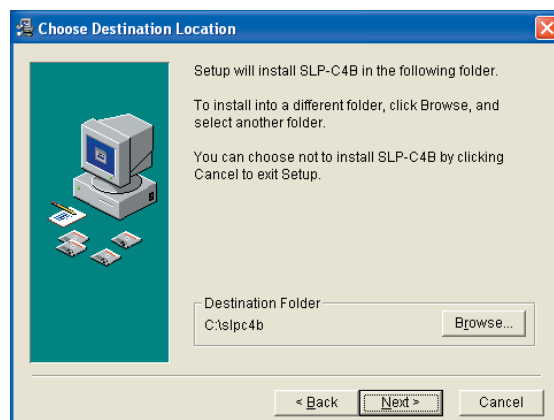 Choose Destination Location
Setup will install SLP-C4B in the following folder.
To install into a different folder, click Browse, and
select another folder.
You can choose not to install SLP-C4B by clicking
Cancel to exit Setup.
Destination Folder
C:\slpc4b
Browse...
< Back
Next >
Cancel